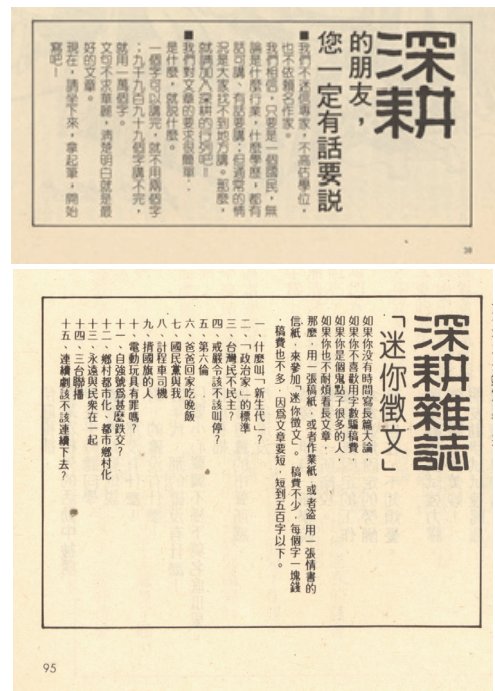 深耕
的朋友，
您一定有話要説
■我們不迷信專家，不高估學位，
也不依賴名作家。
我們相信，只要是一個國民，無
論是什麼行業，什麼學歷，都有
話可講、有話要講；但通常的情
況是大家找不到地方講。那麼，
就請加入深耕的行列吧！
■我們對文章的要求很簡單：
是什麼，就説什麼。
一個字可以講完，就不用兩個字
；九千九百九十九個字講不完，
就用一萬個字。
文句不求華麗，清楚明白就是最
好的文章。
現在，請坐下來，拿起筆，開始
寫吧！
38
深耕雜誌
「迷你徵文」
如果你没有時間寫長篇大論，
如果你不喜歡用字數騙稿費，
如果你是個鬼點子很多的人，
如果你也不耐煩看長文章，
那麼，用一張稿紙，或者作業紙，或者盗用一張情書的
信紙，來參加「迷你徵文」。稿費不少，每個字一塊錢
，稿費也不多，因爲文章要短，短到五百字以下。
一、什麼叫「新生代」？
二、「政治家」的標準
三、台灣民不民主？
四、戒嚴令該不該叫停？
五、第六倫
六、爸爸回家吃晚飯
七、國民黨與我
八、計程車司機
九、揹國旗的人
十、電動玩具有罪嗎？
十一、自強號爲甚麼跌交？
十二、鄉村都市化、都市鄉村化
十三、永遠與民衆在一起
十四、三台聯播
十五、連續劇該不該連續下去？
95